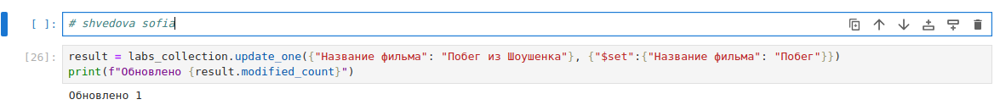 [ ]: # shvedova sofia
[26]: result = labs_collection.update_one({"Название фильма": "Побег из Шоушенка"}, {"$set":{"Название фильма": "Побег"}})
print(f"Обновлено {result.modified_count}")
Обновлено 1